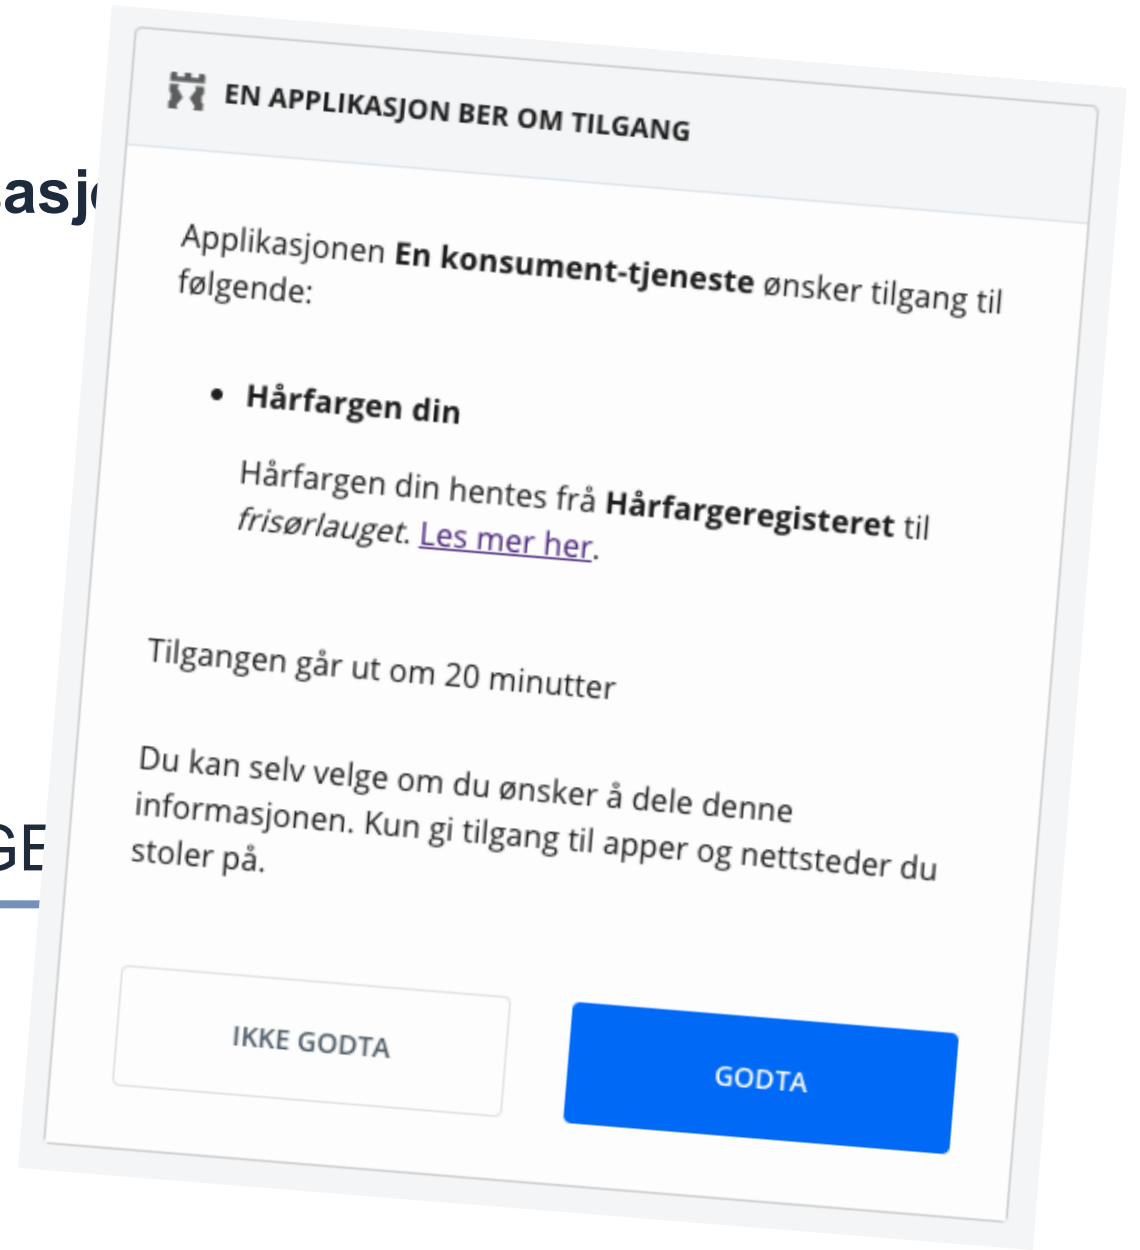 EN APPLIKASJON BER OM TILGANG
asj
Applikasjonen En konsument-tjeneste ønsker tilgang til
følgende:
• Hårfargen din
Hårfargen din hentes frå Hårfargeregisteret til
frisørlauget. Les mer her.
Tilgangen går ut om 20 minutter
Du kan selv velge om du ønsker å dele denne
informasjonen. Kun gi tilgang til apper og nettsteder du
stoler på.
GE
IKKE GODTA
GODTA